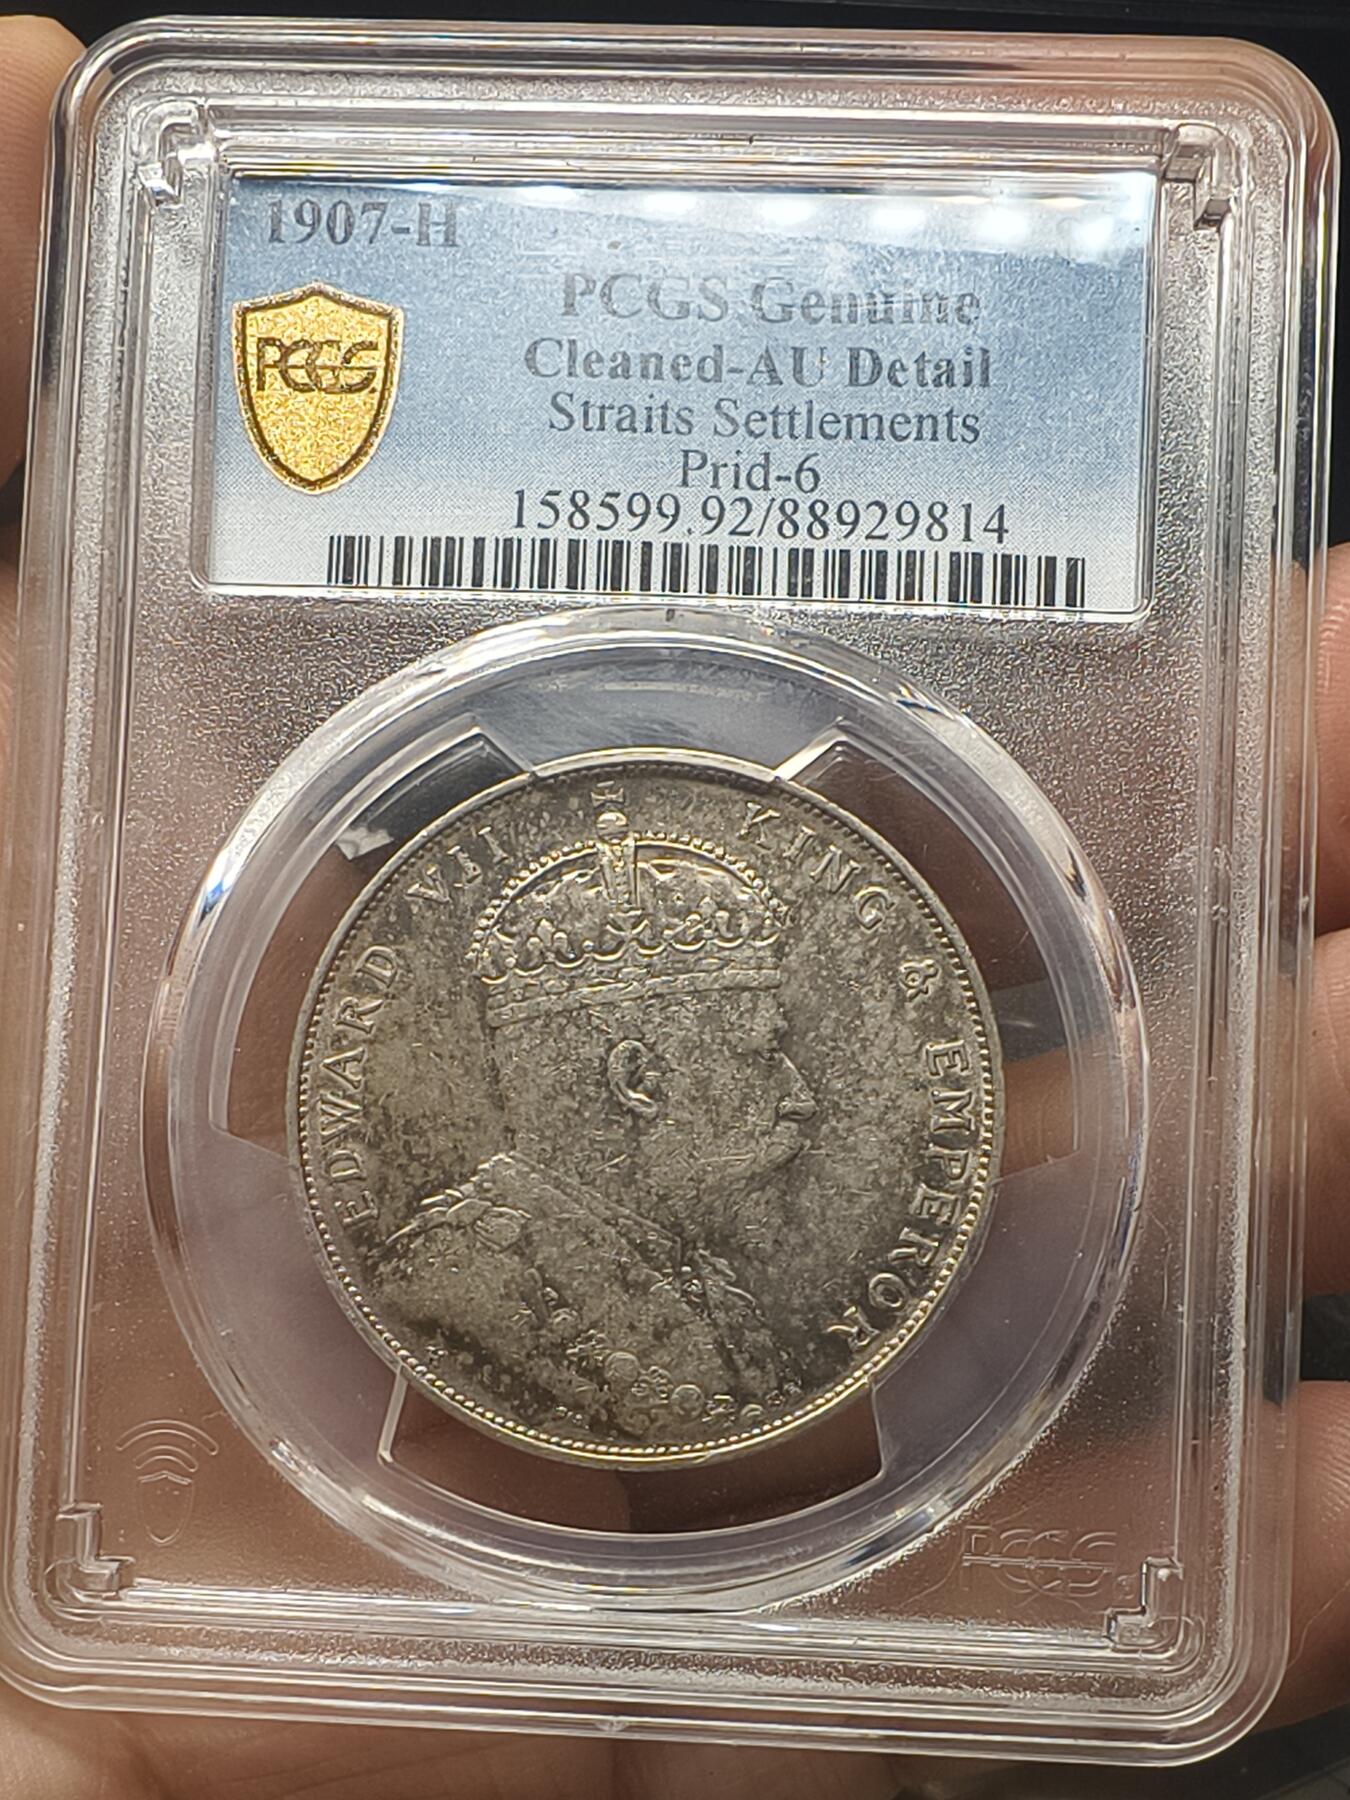 1907-H
PCGS Genuine
PCGS
Cleaned-AU Detail
Straits Settlements
Prid-6
158599.92/88929814
EDWARD VII KING & EMPEROR
PCGS